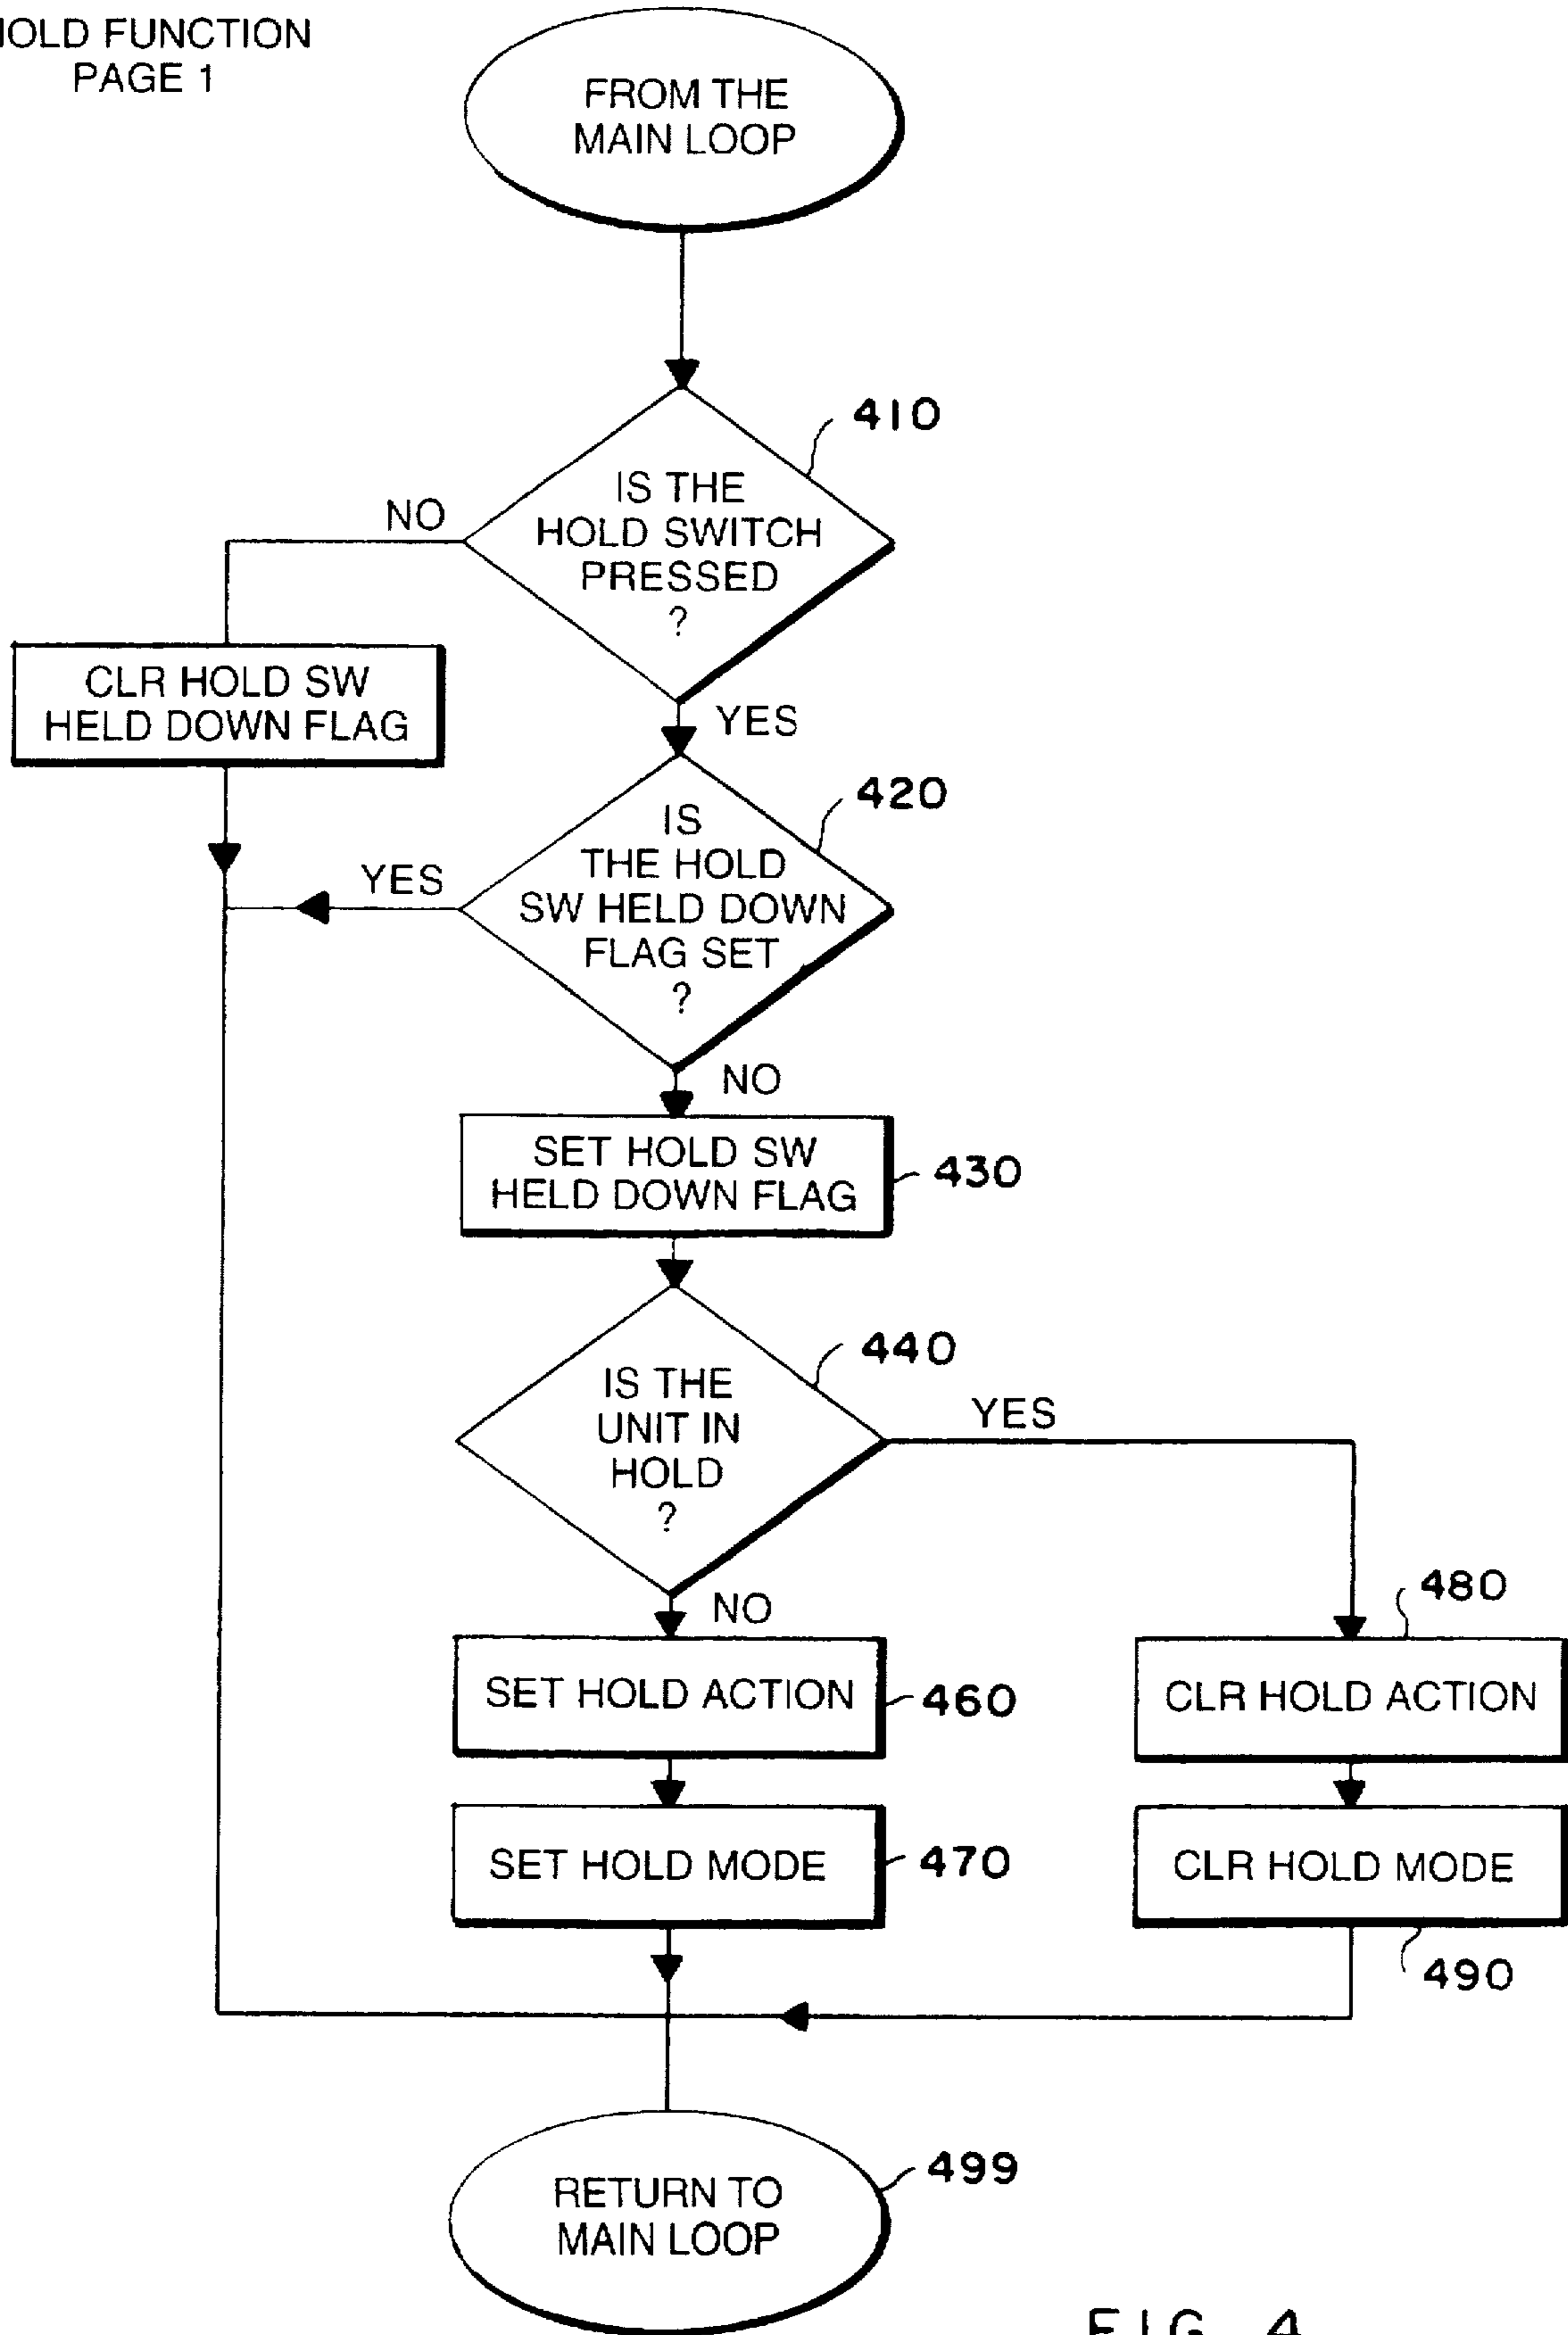 HOLD FUNCTION
PAGE 1
FROM THE
MAIN LOOP
410
IS THE
HOLD SWITCH
PRESSED
?
NO
YES
CLR HOLD SW
HELD DOWN FLAG
420
IS
THE HOLD
SW HELD DOWN
FLAG SET
?
YES
NO
SET HOLD SW
HELD DOWN FLAG
430
440
IS THE
UNIT IN
HOLD
?
YES
NO
480
SET HOLD ACTION
460
CLR HOLD ACTION
SET HOLD MODE
470
CLR HOLD MODE
490
499
RETURN TO
MAIN LOOP
FIG. 4